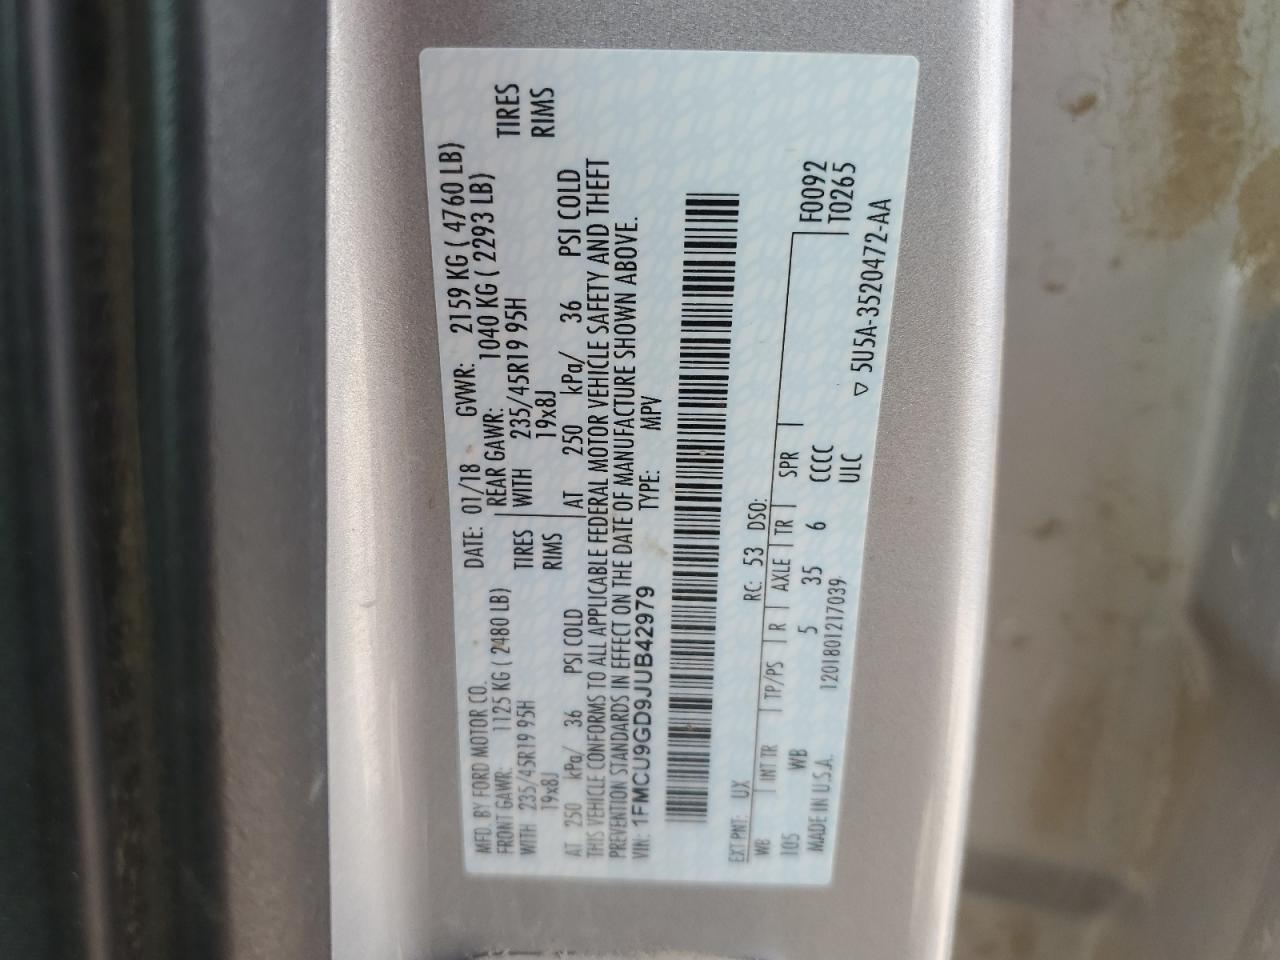 MFD. BY FORD MOTOR CO.
DATE: 01/18 GVWR: 2159 KG ( 4760 LB)
FRONT GAWR: 1125 KG ( 2480 LB) REAR GAWR: 1040 KG ( 2293 LB)
WITH 235/45R19 95H TIRES WITH 235/45R19 95H TIRES
19x8J RIMS 19x8J RIMS
AT 250 kPa/ 36 PSI COLD AT 250 kPa/ 36 PSI COLD
THIS VEHICLE CONFORMS TO ALL APPLICABLE FEDERAL MOTOR VEHICLE SAFETY AND THEFT
PREVENTION STANDARDS IN EFFECT ON THE DATE OF MANUFACTURE SHOWN ABOVE.
VIN: 1FMCU9GD9JUB42979 TYPE: MPV
EXT PNT: UX RC: 53 DSO:
WB INT TR TP/PS R AXLE TR SPR F0092
105 WB 5 35 6 CCCC T0265
MADE IN U.S.A. 1201801217039 ULC ▽ 5U5A-3520472-AA